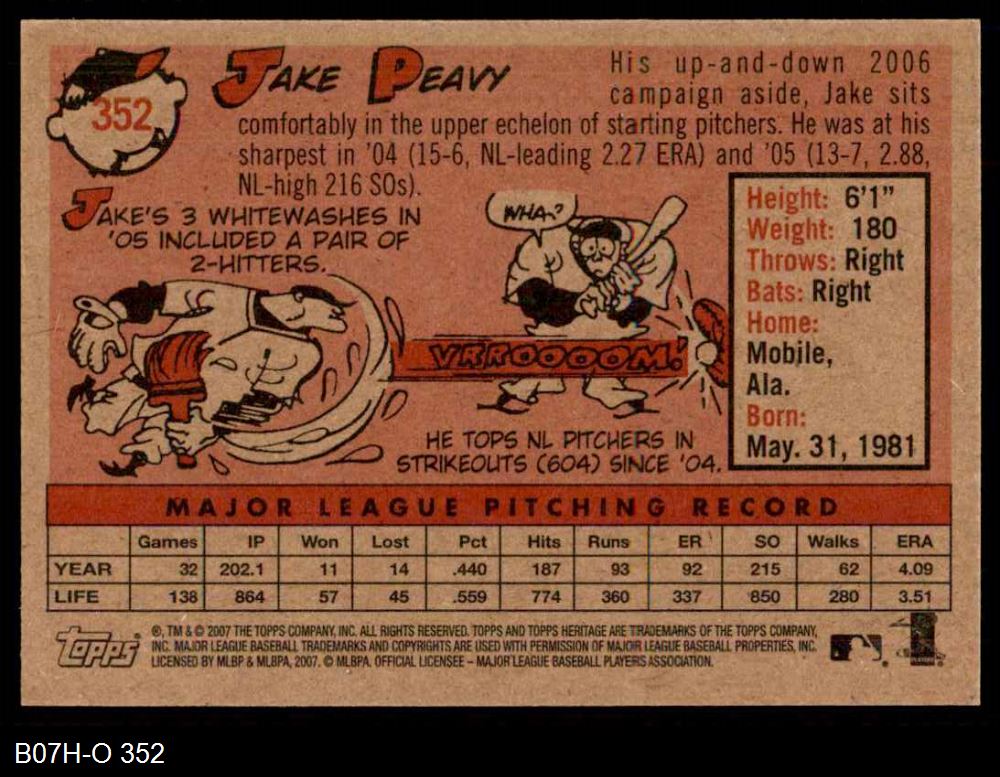 352
JAKE PEAVY
His up-and-down 2006
campaign aside, Jake sits
comfortably in the upper echelon of starting pitchers. He was at his
sharpest in '04 (15-6, NL-leading 2.27 ERA) and '05 (13-7, 2.88,
NL-high 216 SOs).
JAKE'S 3 WHITEWASHES IN
'05 INCLUDED A PAIR OF
2-HITTERS.
WHA-?
VRROOOOOM!
HE TOPS NL PITCHERS IN
STRIKEOUTS (604) SINCE '04.
Height: 6'1"
Weight: 180
Throws: Right
Bats: Right
Home:
Mobile,
Ala.
Born:
May. 31, 1981
MAJOR LEAGUE PITCHING RECORD
Games IP Won Lost Pct Hits Runs ER SO Walks ERA
YEAR 32 202.1 11 14 .440 187 93 92 215 62 4.09
LIFE 138 864 57 45 .559 774 360 337 850 280 3.51
topps
®, TM & © 2007 THE TOPPS COMPANY, INC. ALL RIGHTS RESERVED. TOPPS AND TOPPS HERITAGE ARE TRADEMARKS OF THE TOPPS COMPANY,
INC. MAJOR LEAGUE BASEBALL TRADEMARKS AND COPYRIGHTS ARE USED WITH PERMISSION OF MAJOR LEAGUE BASEBALL PROPERTIES, INC.
LICENSED BY MLBP & MLBPA, 2007. © MLBPA. OFFICIAL LICENSEE – MAJOR LEAGUE BASEBALL PLAYERS ASSOCIATION.
B07H-O 352